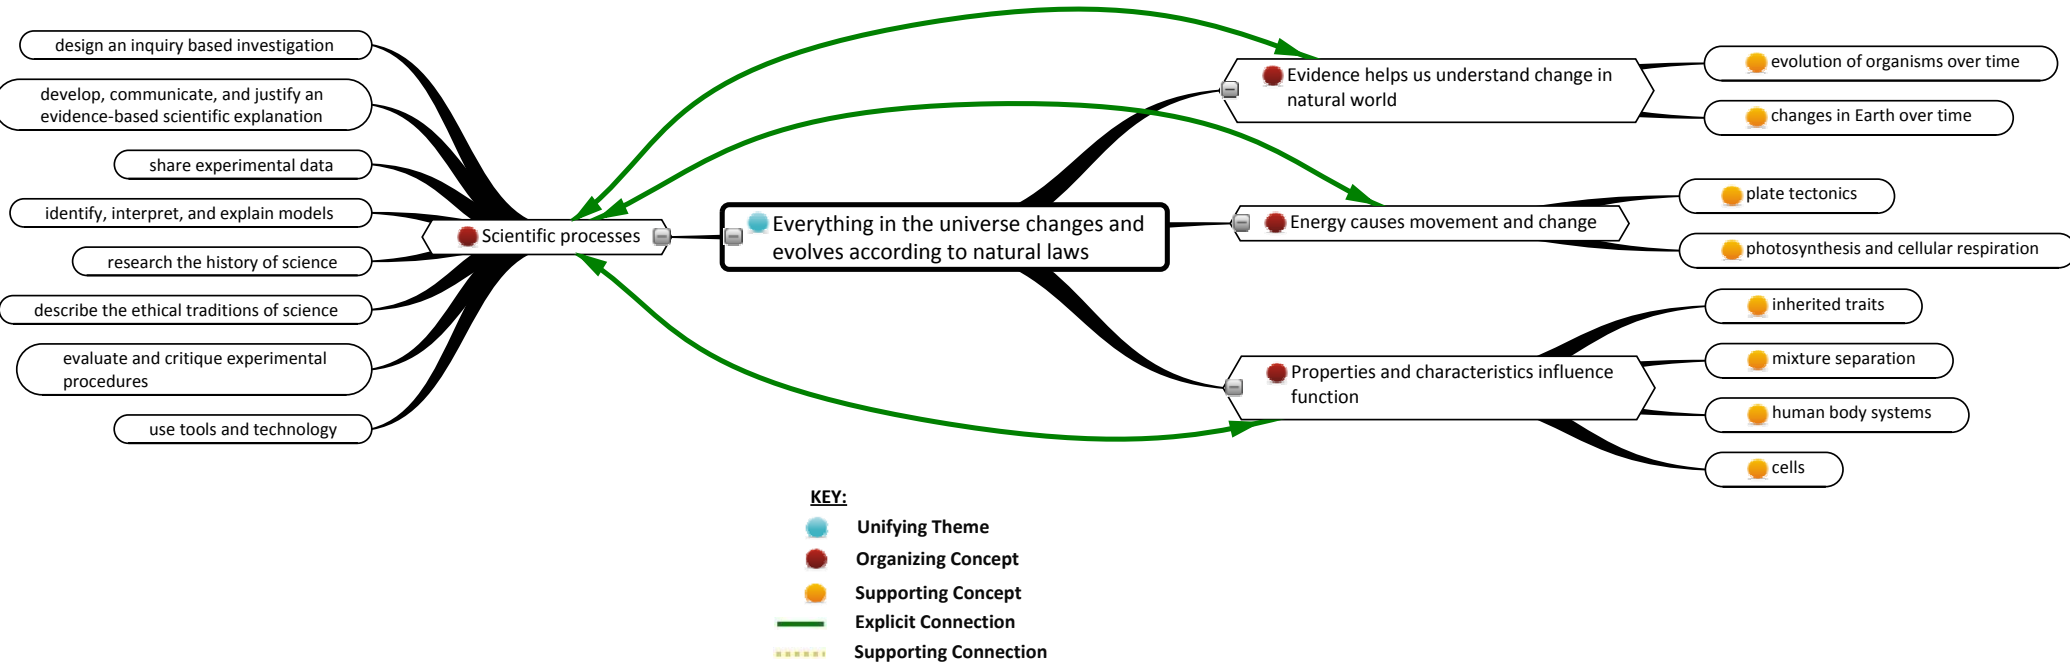 design an inquiry based investigation
develop, communicate, and justify an
evidence-based scientific explanation
share experimental data
identify, interpret, and explain models
research the history of science
describe the ethical traditions of science
evaluate and critique experimental
procedures
use tools and technology
Scientific processes
Everything in the universe changes and
evolves according to natural laws
Evidence helps us understand change in
natural world
evolution of organisms over time
changes in Earth over time
Energy causes movement and change
plate tectonics
photosynthesis and cellular respiration
Properties and characteristics influence
function
inherited traits
mixture separation
human body systems
cells
KEY:
Unifying Theme
Organizing Concept
Supporting Concept
Explicit Connection
Supporting Connection